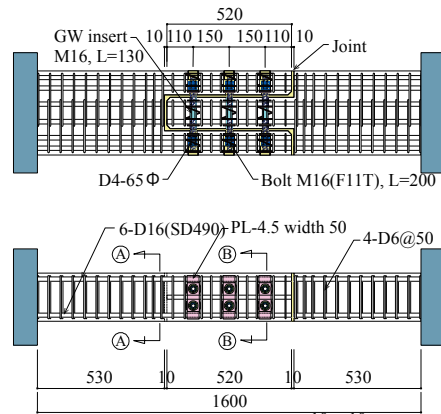 520
10 110 150 150 110 10
GW insert
M16, L=130
Joint
D4-65Φ
Bolt M16(F11T), L=200
6-D16(SD490)
PL-4.5 width 50
4-D6@50
A B
A B
530 10 520 10 530
1600